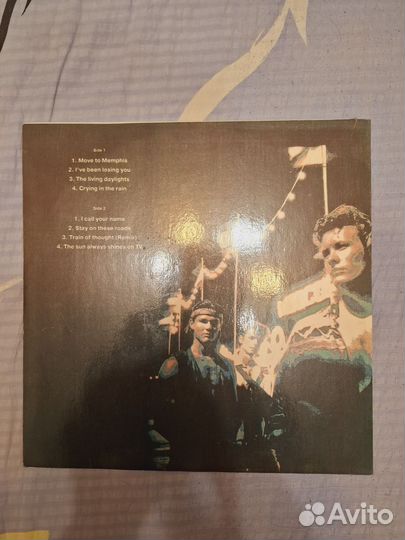 Side 1
1. Move to Memphis
2. I've been losing you
3. The living daylights
4. Crying in the rain
Side 2
1. I call your name
2. Stay on these roads
3. Train of thought (Remix)
4. The sun always shines on TV
Avito